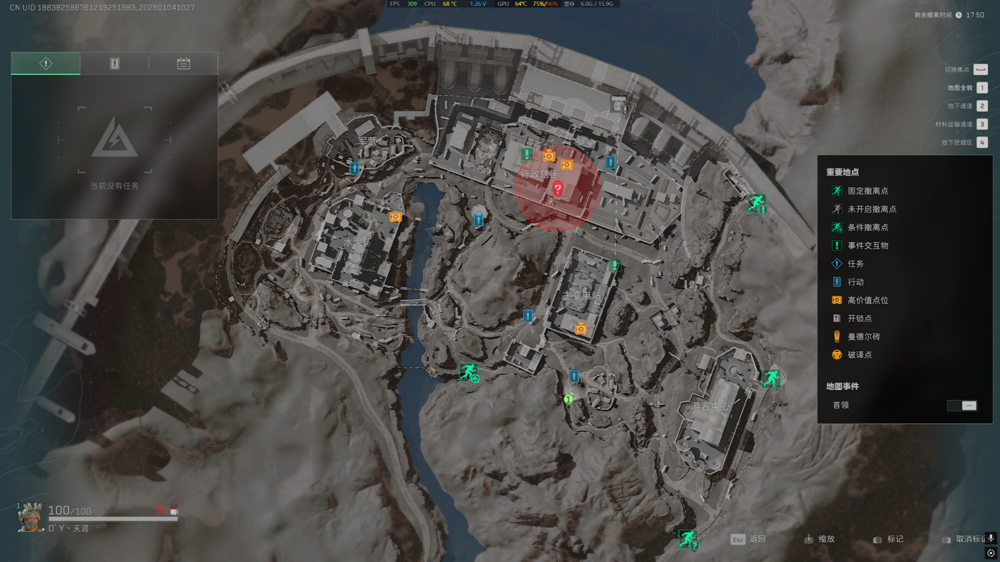 CN UID:188382596761219251993_202601041027
FPS 309 CPU 68 °C 1.26 V GPU 64℃ 75%/96% 显存 6.0G / 15.9G
剩余撤离时间 17:50
切换焦点
地图全貌 1
地下通道 2
材料运输通道 3
地下挖掘区 4
当前没有任务
军营
行政辖区
水泥厂
主变电站
游客中心
1
重要地点
固定撤离点
未开启撤离点
条件撤离点
事件交互物
任务
行动
高价值点位
开锁点
曼德尔砖
破译点
地图事件
首领
1
100/100
D˙Y丶天涯
Esc 返回
缩放
标记
取消标记